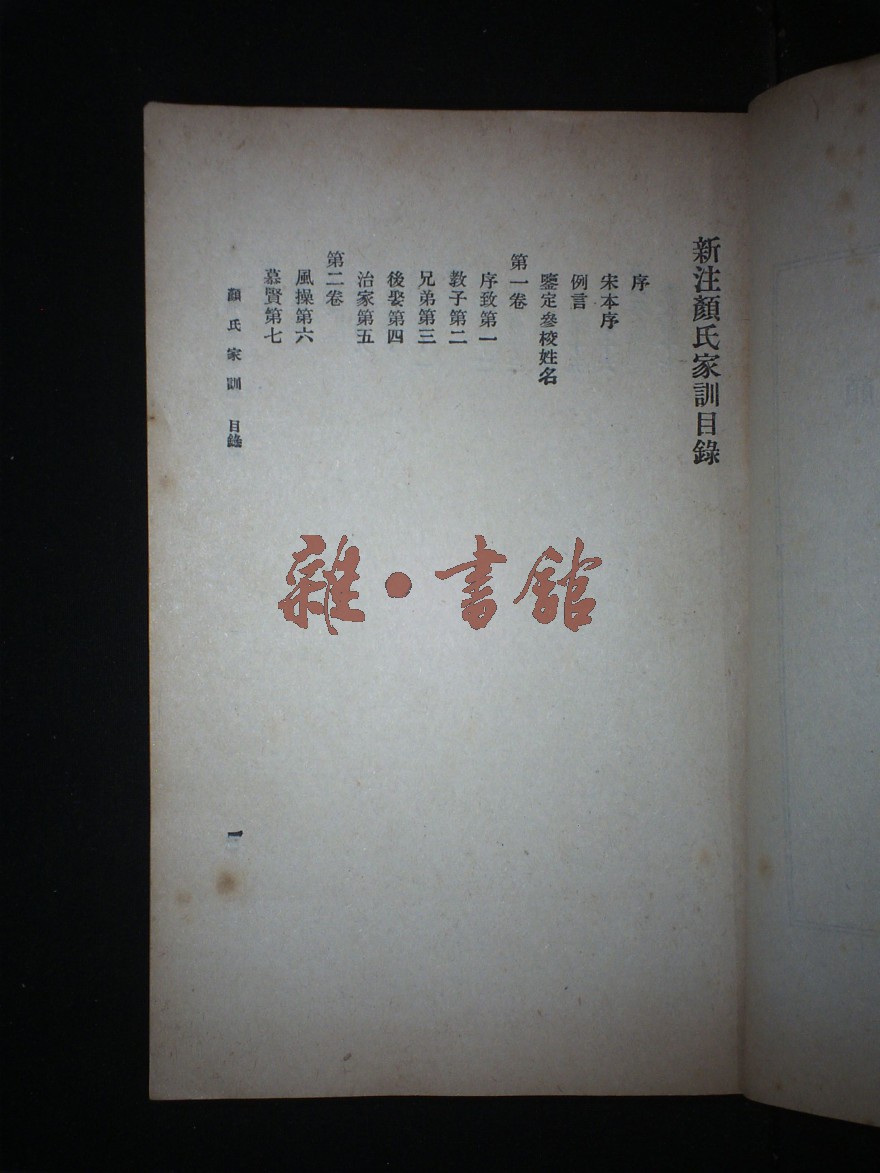 新注顏氏家訓目錄
序
宋本序
例言
鑒定參校姓名
第一卷
序致第一
教子第二
兄弟第三
後娶第四
治家第五
第二卷
風操第六
慕賢第七
顏氏家訓 目錄
一
雜•書館